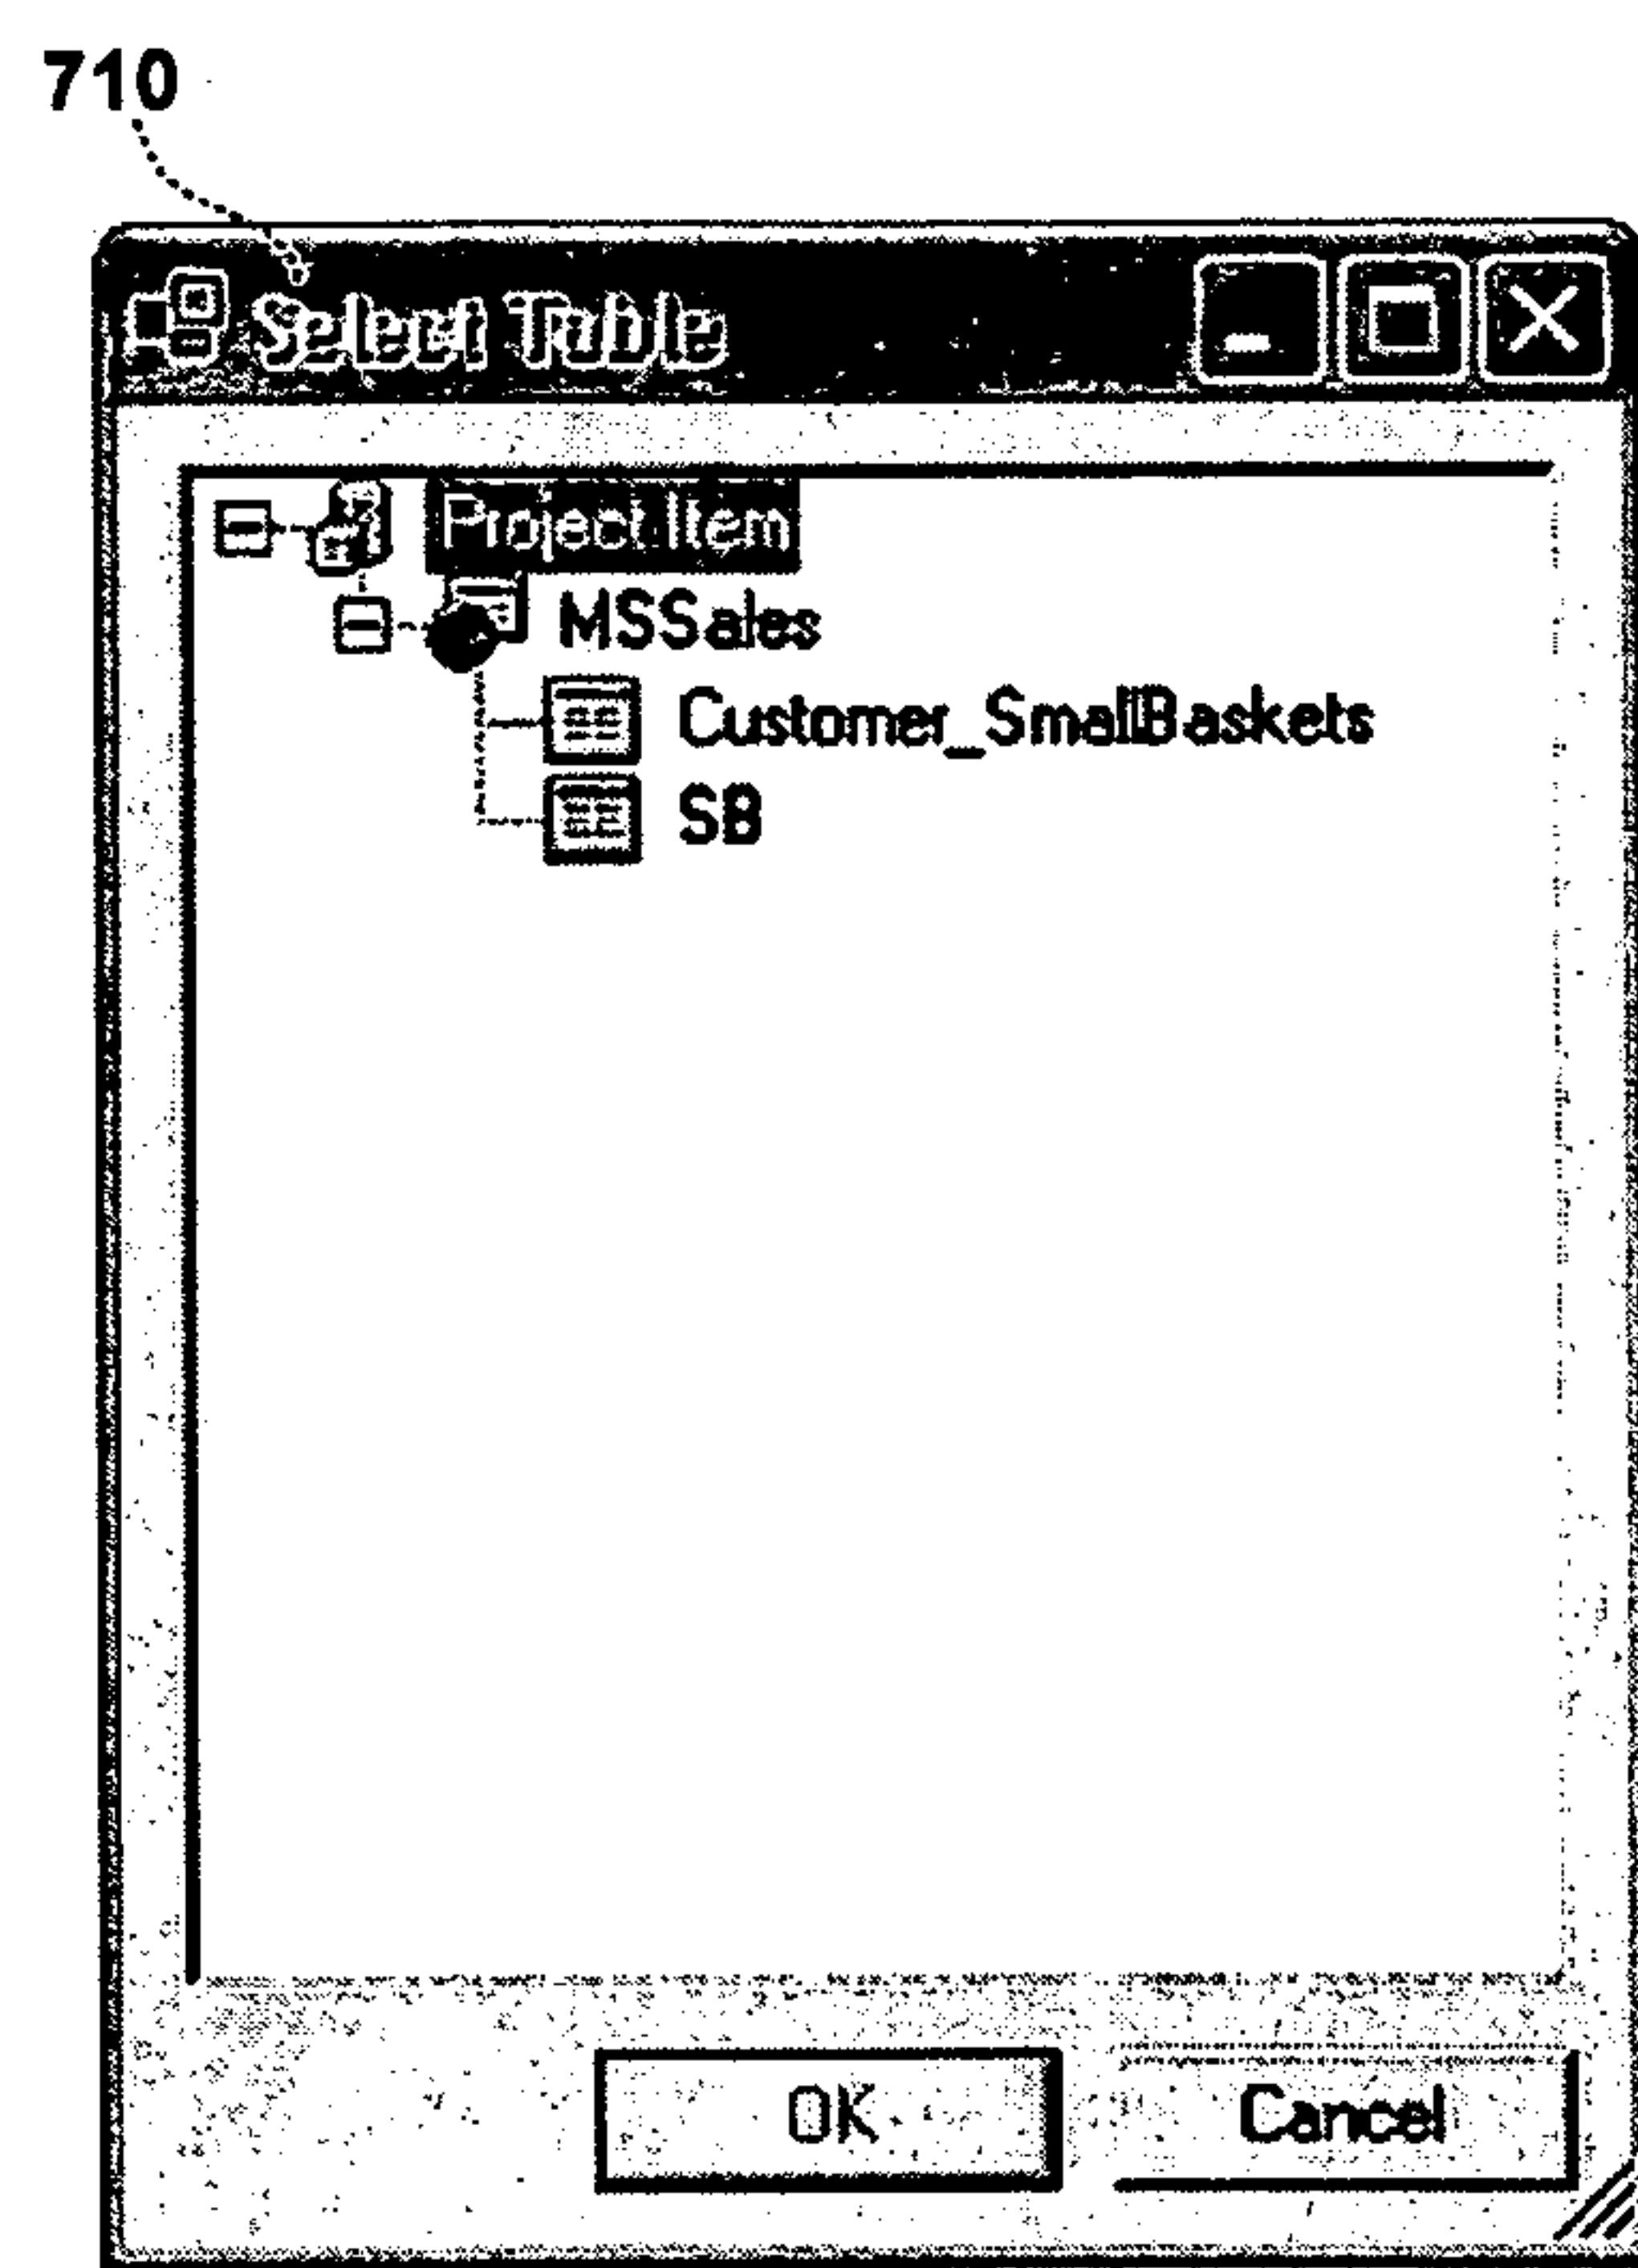 710
Select Table
Project Item
MSSales
Customer_SmallBaskets
SB
OK
Cancel